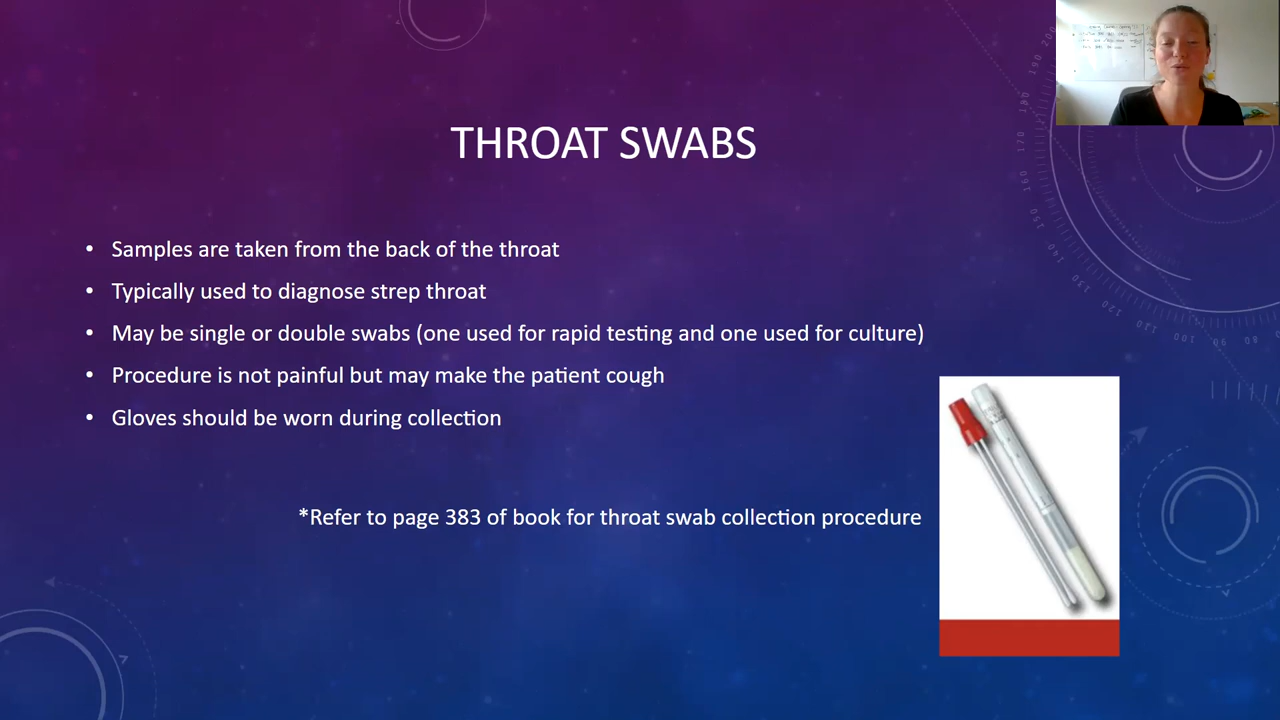 THROAT SWABS
• Samples are taken from the back of the throat
• Typically used to diagnose strep throat
• May be single or double swabs (one used for rapid testing and one used for culture)
• Procedure is not painful but may make the patient cough
• Gloves should be worn during collection
*Refer to page 383 of book for throat swab collection procedure